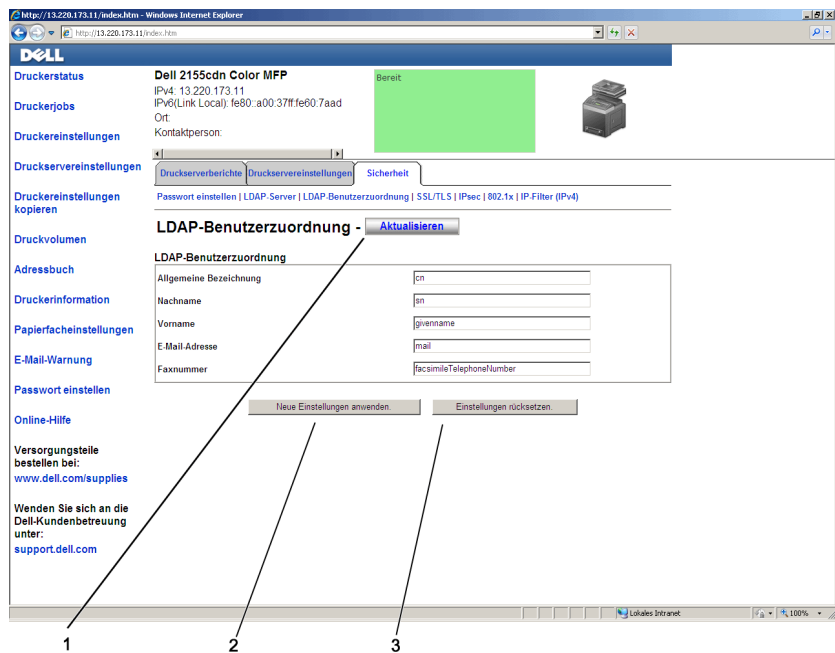 http://13.220.173.11/index.htm - Windows Internet Explorer
http://13.220.173.11/index.htm
DELL
Druckerstatus
Druckerjobs
Druckereinstellungen
Druckservereinstellungen
Druckereinstellungen
kopieren
Druckvolumen
Adressbuch
Druckerinformation
Papierfacheinstellungen
E-Mail-Warnung
Passwort einstellen
Online-Hilfe
Versorgungsteile
bestellen bei:
www.dell.com/supplies
Wenden Sie sich an die
Dell-Kundenbetreuung
unter:
support.dell.com
Dell 2155cdn Color MFP
IPv4: 13.220.173.11
IPv6(Link Local): fe80::a00:37ff:fe60:7aad
Ort:
Kontaktperson:
Bereit
Druckserverberichte
Druckservereinstellungen
Sicherheit
Passwort einstellen | LDAP-Server | LDAP-Benutzerzuordnung | SSL/TLS | IPsec | 802.1x | IP-Filter (IPv4)
LDAP-Benutzerzuordnung - Aktualisieren
LDAP-Benutzerzuordnung
Allgemeine Bezeichnung cn
Nachname sn
Vorname givenname
E-Mail-Adresse mail
Faxnummer facsimileTelephoneNumber
Neue Einstellungen anwenden. Einstellungen rücksetzen.
Lokales Intranet 100%
1 2 3